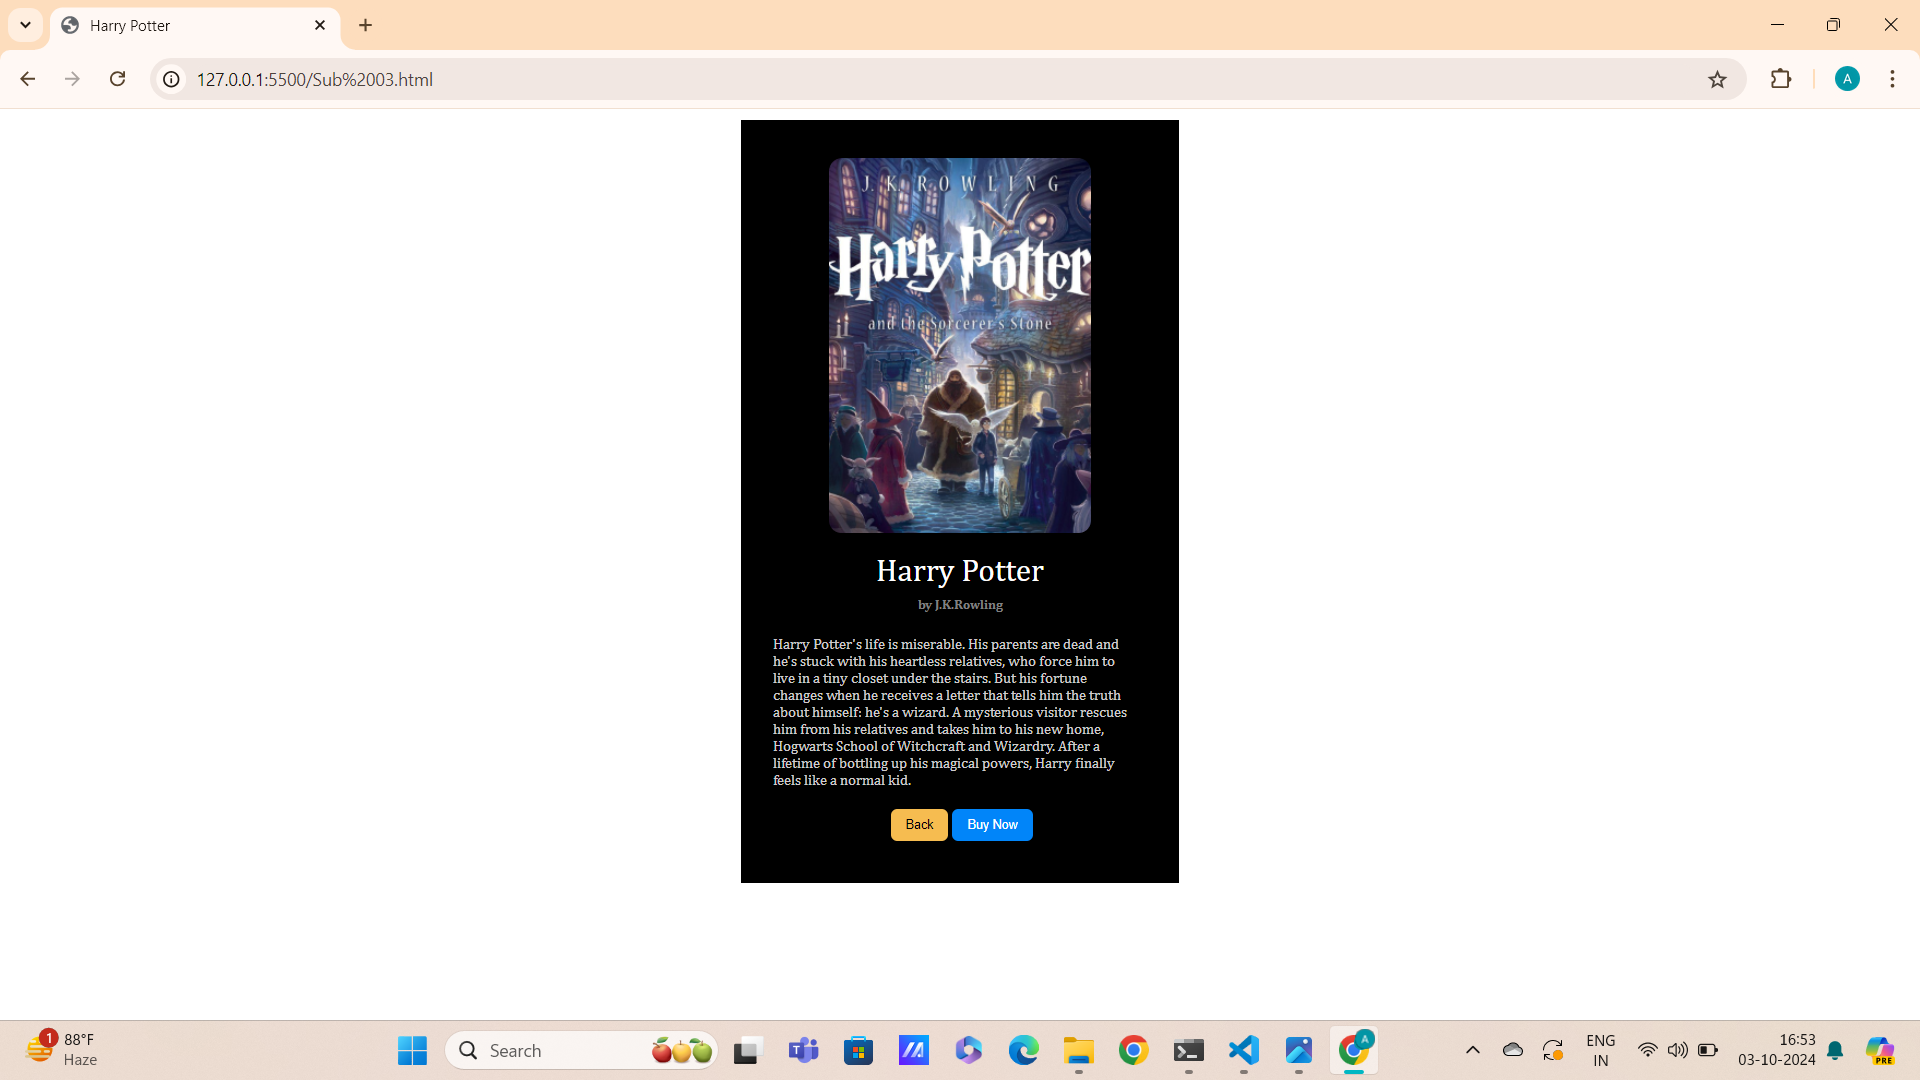 Harry Potter
127.0.0.1:5500/Sub%2003.html
A
J. K. ROWLING
Harry Potter
and the Sorcerer's Stone
Harry Potter
by J.K.Rowling
Harry Potter's life is miserable. His parents are dead and
he's stuck with his heartless relatives, who force him to
live in a tiny closet under the stairs. But his fortune
changes when he receives a letter that tells him the truth
about himself: he's a wizard. A mysterious visitor rescues
him from his relatives and takes him to his new home,
Hogwarts School of Witchcraft and Wizardry. After a
lifetime of bottling up his magical powers, Harry finally
feels like a normal kid.
Back Buy Now
1
88°F
Haze
Search
T
A
ENG
IN
16:53
03-10-2024
PRE